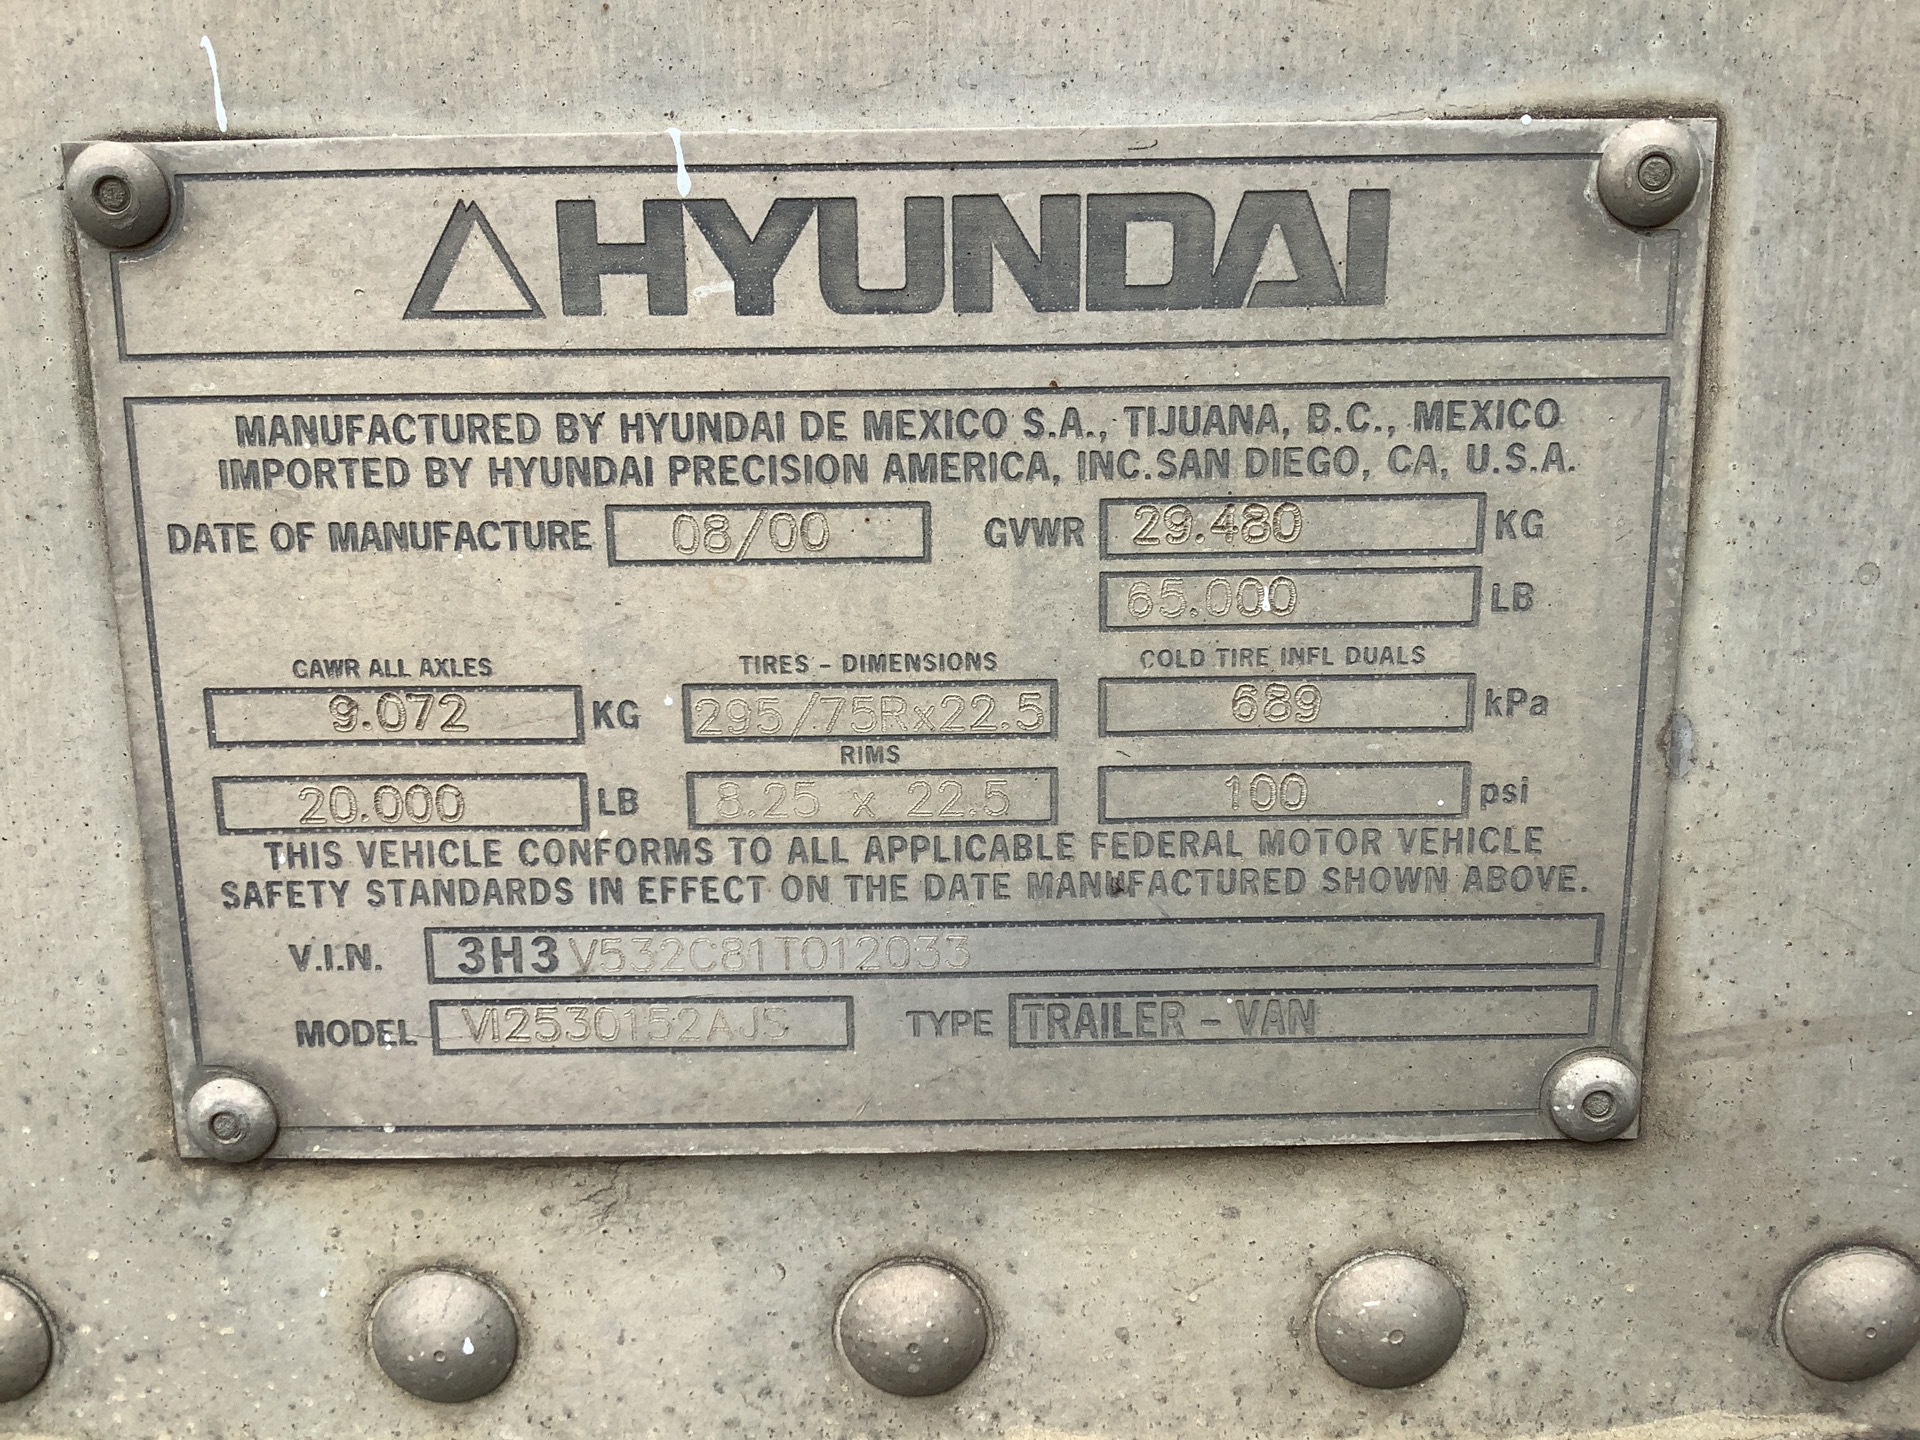 HYUNDAI
MANUFACTURED BY HYUNDAI DE MEXICO S.A., TIJUANA, B.C., MEXICO
IMPORTED BY HYUNDAI PRECISION AMERICA, INC.SAN DIEGO, CA, U.S.A.
DATE OF MANUFACTURE 08/00 GVWR 29.480 KG
65.000 LB
GAWR ALL AXLES TIRES - DIMENSIONS COLD TIRE INFL DUALS
9.072 KG 295/75Rx22.5 689 kPa
RIMS
20.000 LB 8.25 x 22.5 100 psi
THIS VEHICLE CONFORMS TO ALL APPLICABLE FEDERAL MOTOR VEHICLE
SAFETY STANDARDS IN EFFECT ON THE DATE MANUFACTURED SHOWN ABOVE.
V.I.N. 3H3V532C81T012033
MODEL VI2530152AJS TYPE TRAILER - VAN